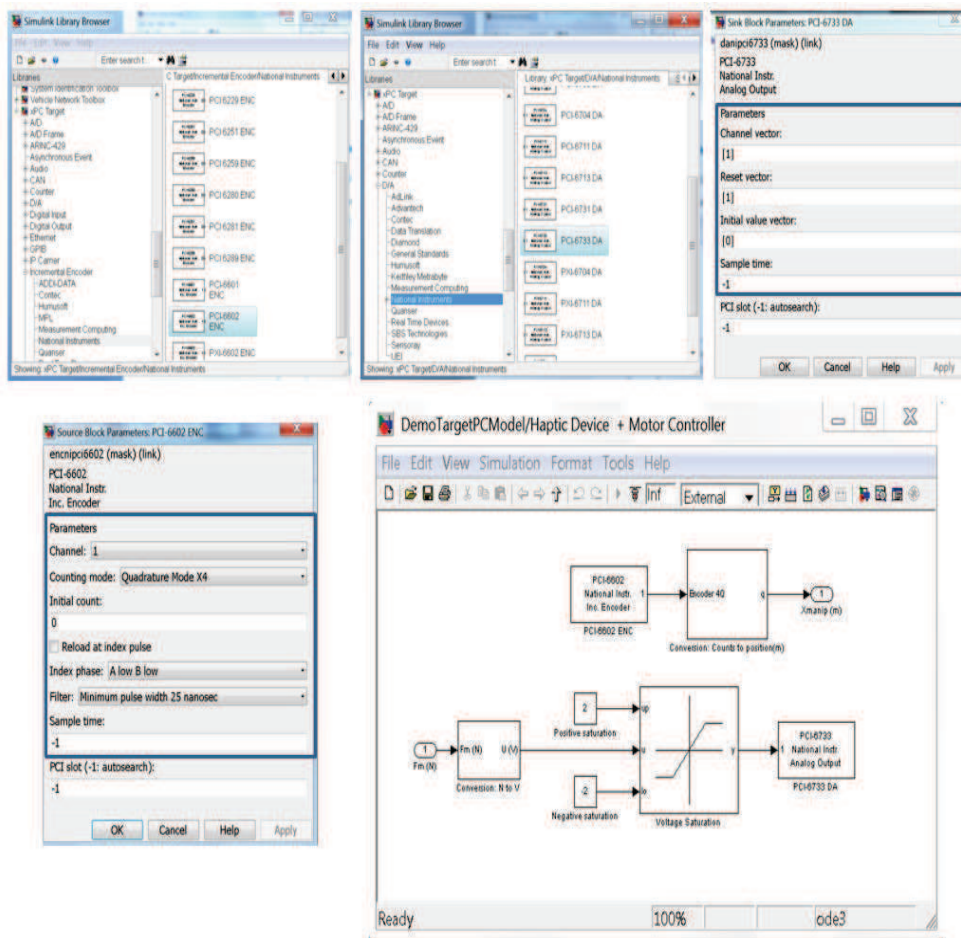 Simulink Library Browser
File Edit View Help
Enter search t
Libraries
C Target/Incremental Encoder/National Instruments
System Identification Toolbox
Vehicle Network Toolbox
xPC Target
A/D
A/D Frame
ARINC-429
Asynchronous Event
Audio
CAN
Counter
D/A
Digital Input
Digital Output
Ethernet
GPIB
IP Carrier
Incremental Encoder
ADDI-DATA
Contec
Humusoft
MPL
Measurement Computing
National Instruments
Quanser
PCI 6229 ENC
PCI 6251 ENC
PCI 6259 ENC
PCI 6280 ENC
PCI 6281 ENC
PCI 6289 ENC
PCI-6601
ENC
PCI-6602
ENC
PXI-6602 ENC
Showing: xPC Target/Incremental Encoder/National Instruments
Simulink Library Browser
File Edit View Help
Enter search t
Libraries
Library: xPC Target/D/A/National Instruments
xPC Target
A/D
A/D Frame
ARINC-429
Asynchronous Event
Audio
CAN
Counter
D/A
AdLink
Advantech
Contec
Data Translation
Diamond
General Standards
Humusoft
Keithley Metrabyte
Measurement Computing
National Instruments
Quanser
Real Time Devices
SBS Technologies
Sensoray
UEI
PCI-6704 DA
PCI-6711 DA
PCI-6713 DA
PCI-6731 DA
PCI-6733 DA
PXI-6704 DA
PXI-6711 DA
PXI-6713 DA
Showing: xPC Target/D/A/National Instruments
Sink Block Parameters: PCI-6733 DA
danipci6733 (mask) (link)
PCI-6733
National Instr.
Analog Output
Parameters
Channel vector:
[1]
Reset vector:
[1]
Initial value vector:
[0]
Sample time:
-1
PCI slot (-1: autosearch):
-1
OK Cancel Help Apply
Source Block Parameters: PCI-6602 ENC
encnipci6602 (mask) (link)
PCI-6602
National Instr.
Inc. Encoder
Parameters
Channel: 1
Counting mode: Quadrature Mode X4
Initial count:
0
Reload at index pulse
Index phase: A low B low
Filter: Minimum pulse width 25 nanosec
Sample time:
-1
PCI slot (-1: autosearch):
-1
OK Cancel Help Apply
DemoTargetPCModel/Haptic Device + Motor Controller
File Edit View Simulation Format Tools Help
Inf External
PCI-6602
National Instr. 1
Inc. Encoder
PCI-6602 ENC
Encoder 4Q q
Conversion: Counts to position(m)
1
Xmanip (m)
2
Positive saturation
1
Fm (N)
Fm (N) U (V)
Conversion: N to V
-2
Negative saturation
up
u y
lo
Voltage Saturation
PCI-6733
1 National Instr.
Analog Output
PCI-6733 DA
Ready 100% ode3